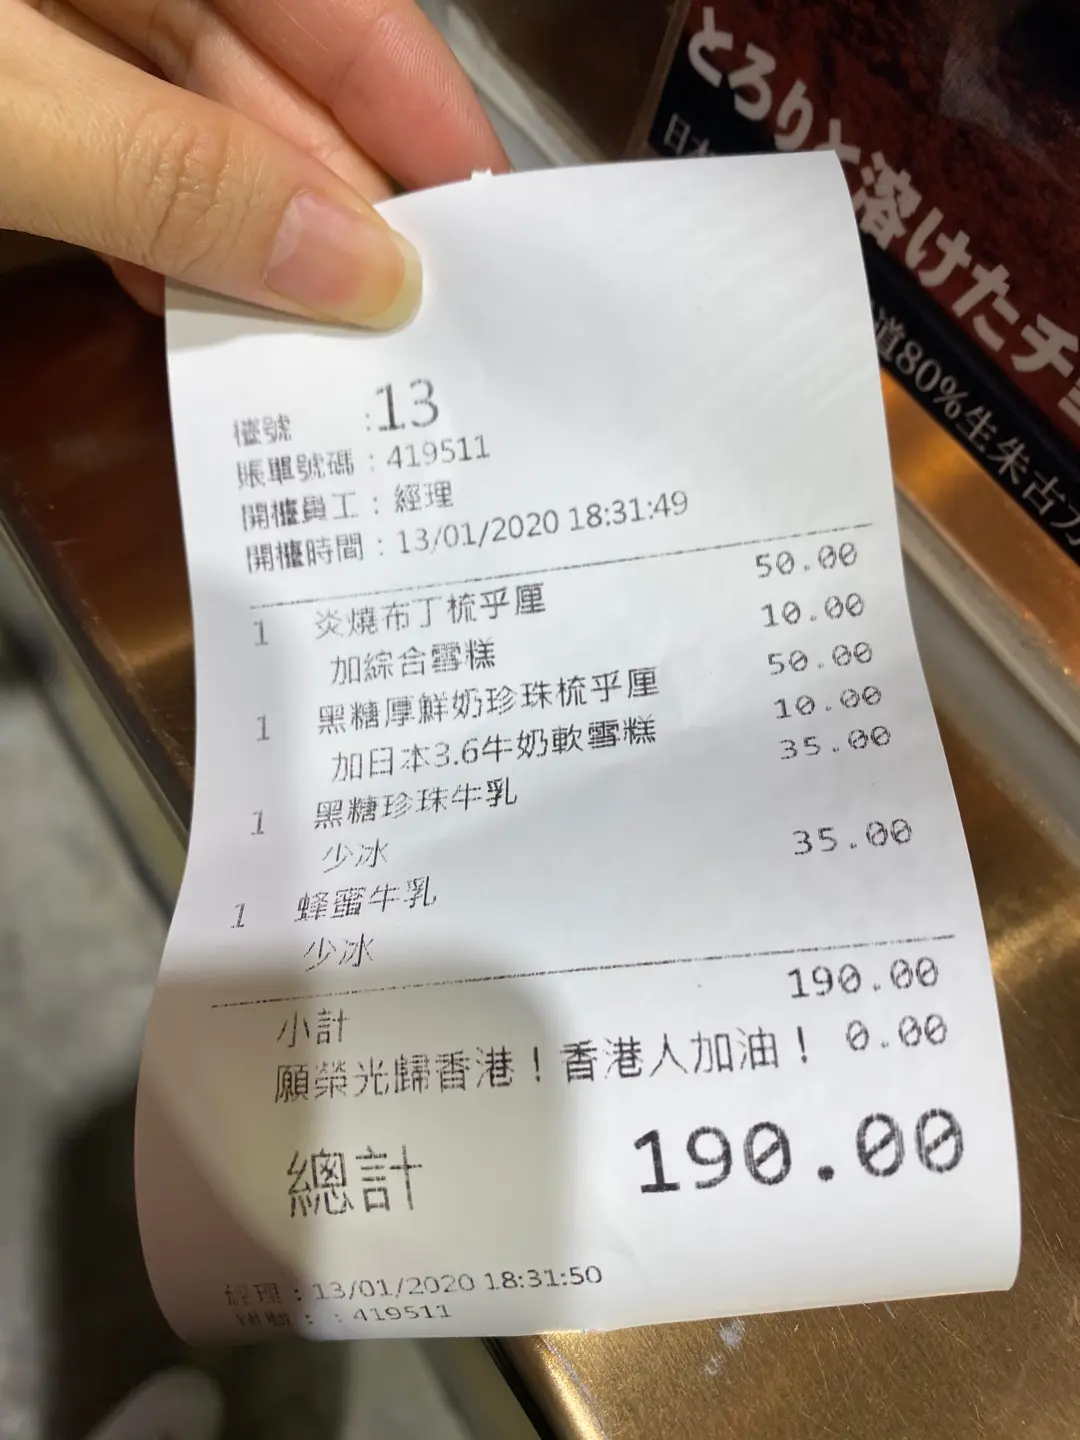 とろりと溶けたチ
日本
道80%生朱古力
檯號 :13
賬單號碼 : 419511
開檯員工 : 經理
開檯時間 : 13/01/2020 18:31:49
1 炎燒布丁梳乎厘 50.00
加綜合雪糕 10.00
1 黑糖厚鮮奶珍珠梳乎厘 50.00
加日本3.6牛奶軟雪糕 10.00
1 黑糖珍珠牛乳 35.00
少冰
1 蜂蜜牛乳 35.00
少冰
小計 190.00
願榮光歸香港！香港人加油！ 0.00
總計 190.00
經理 : 13/01/2020 18:31:50
: : 419511